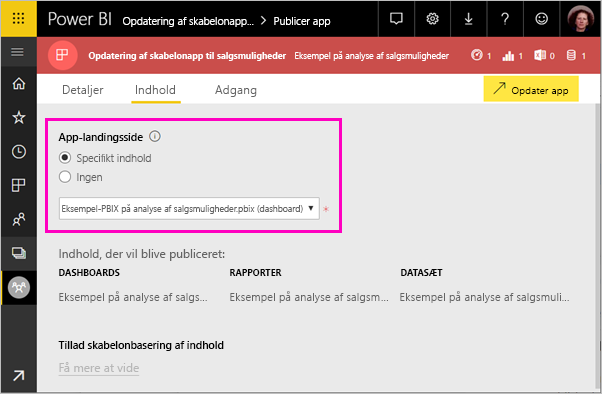 Power BI Opdatering af skabelonapp... > Publicer app
Opdatering af skabelonapp til salgsmuligheder Eksempel på analyse af salgsmuligheder 1 1 0 1
Detaljer Indhold Adgang Opdater app
App-landingsside
Specifikt indhold
Ingen
Eksempel-PBIX på analyse af salgsmuligheder.pbix (dashboard) *
Indhold, der vil blive publiceret:
DASHBOARDS RAPPORTER DATASÆT
Eksempel på analyse af salgs... Eksempel på analyse af salgsm... Eksempel på analyse af salgsmuli...
Tillad skabelonbasering af indhold
Få mere at vide